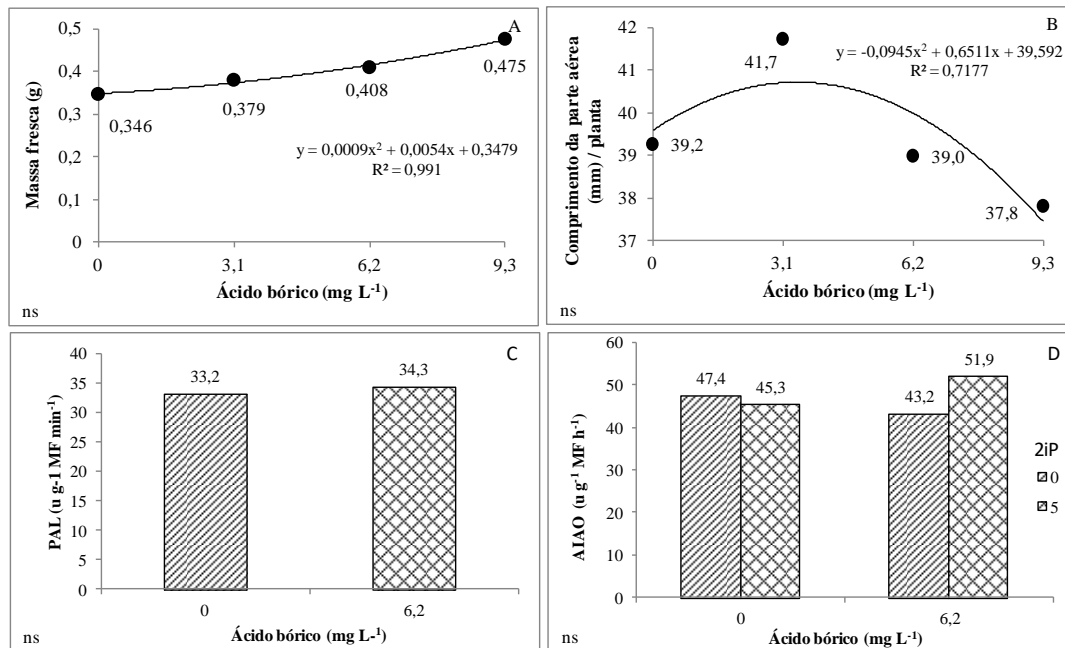 A
Massa fresca (g)
0,5
0,4
0,3
0,2
0,1
0
0,346
0,379
0,408
0,475
y = 0,0009x² + 0,0054x + 0,3479
R² = 0,991
0
3,1
6,2
9,3
Ácido bórico (mg L⁻¹)
ns
B
Comprimento da parte aérea
(mm) / planta
42
41
40
39
38
37
39,2
41,7
39,0
37,8
y = -0,0945x² + 0,6511x + 39,592
R² = 0,7177
0
3,1
6,2
9,3
Ácido bórico (mg L⁻¹)
ns
C
PAL (u g-1 MF min⁻¹)
40
35
30
25
20
15
10
5
0
33,2
34,3
0
6,2
Ácido bórico (mg L-¹)
ns
D
AIAO (u g⁻¹ MF h⁻¹)
60
50
40
30
20
10
0
47,4
45,3
43,2
51,9
2iP
0
5
0
6,2
Ácido bórico (mg L⁻¹)
ns